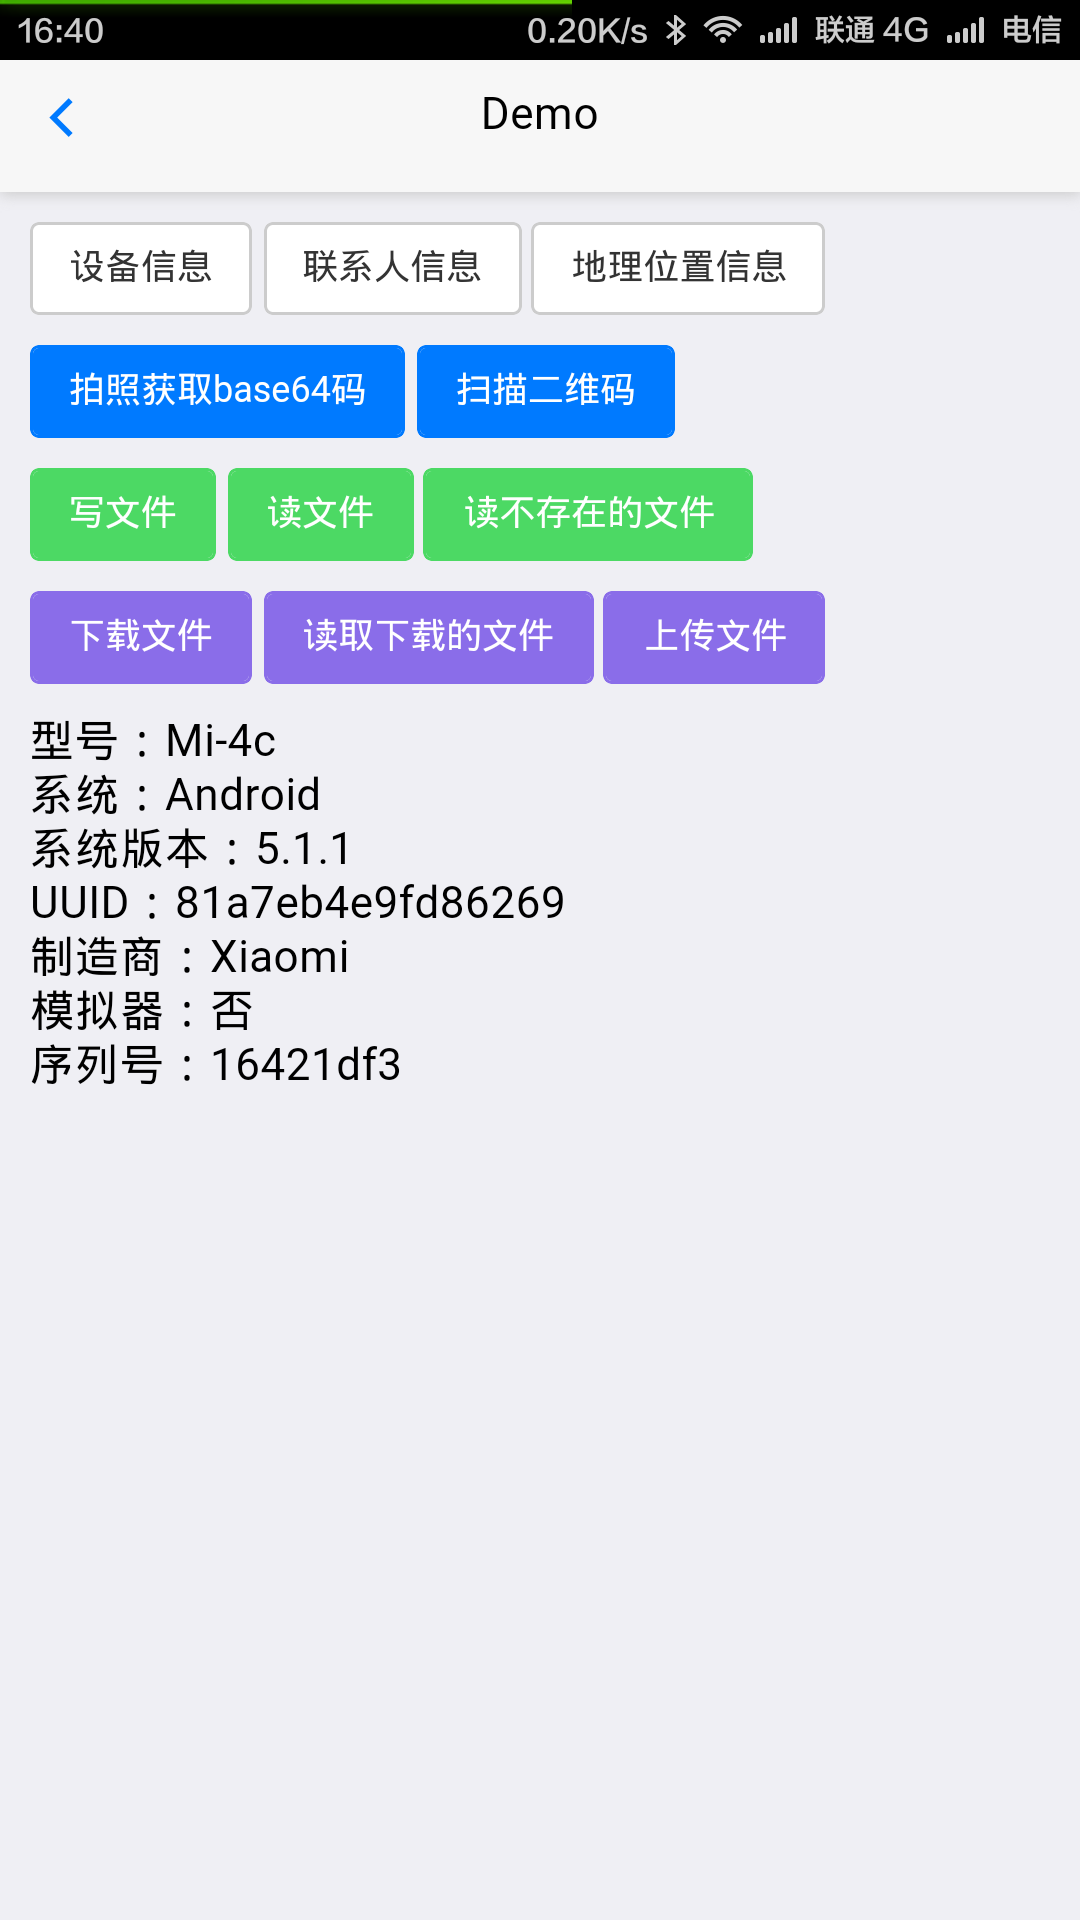 16:40 0.20K/s 联通 4G 电信
Demo
设备信息 联系人信息 地理位置信息
拍照获取base64码 扫描二维码
写文件 读文件 读不存在的文件
下载文件 读取下载的文件 上传文件
型号：Mi-4c
系统：Android
系统版本：5.1.1
UUID：81a7eb4e9fd86269
制造商：Xiaomi
模拟器：否
序列号：16421df3